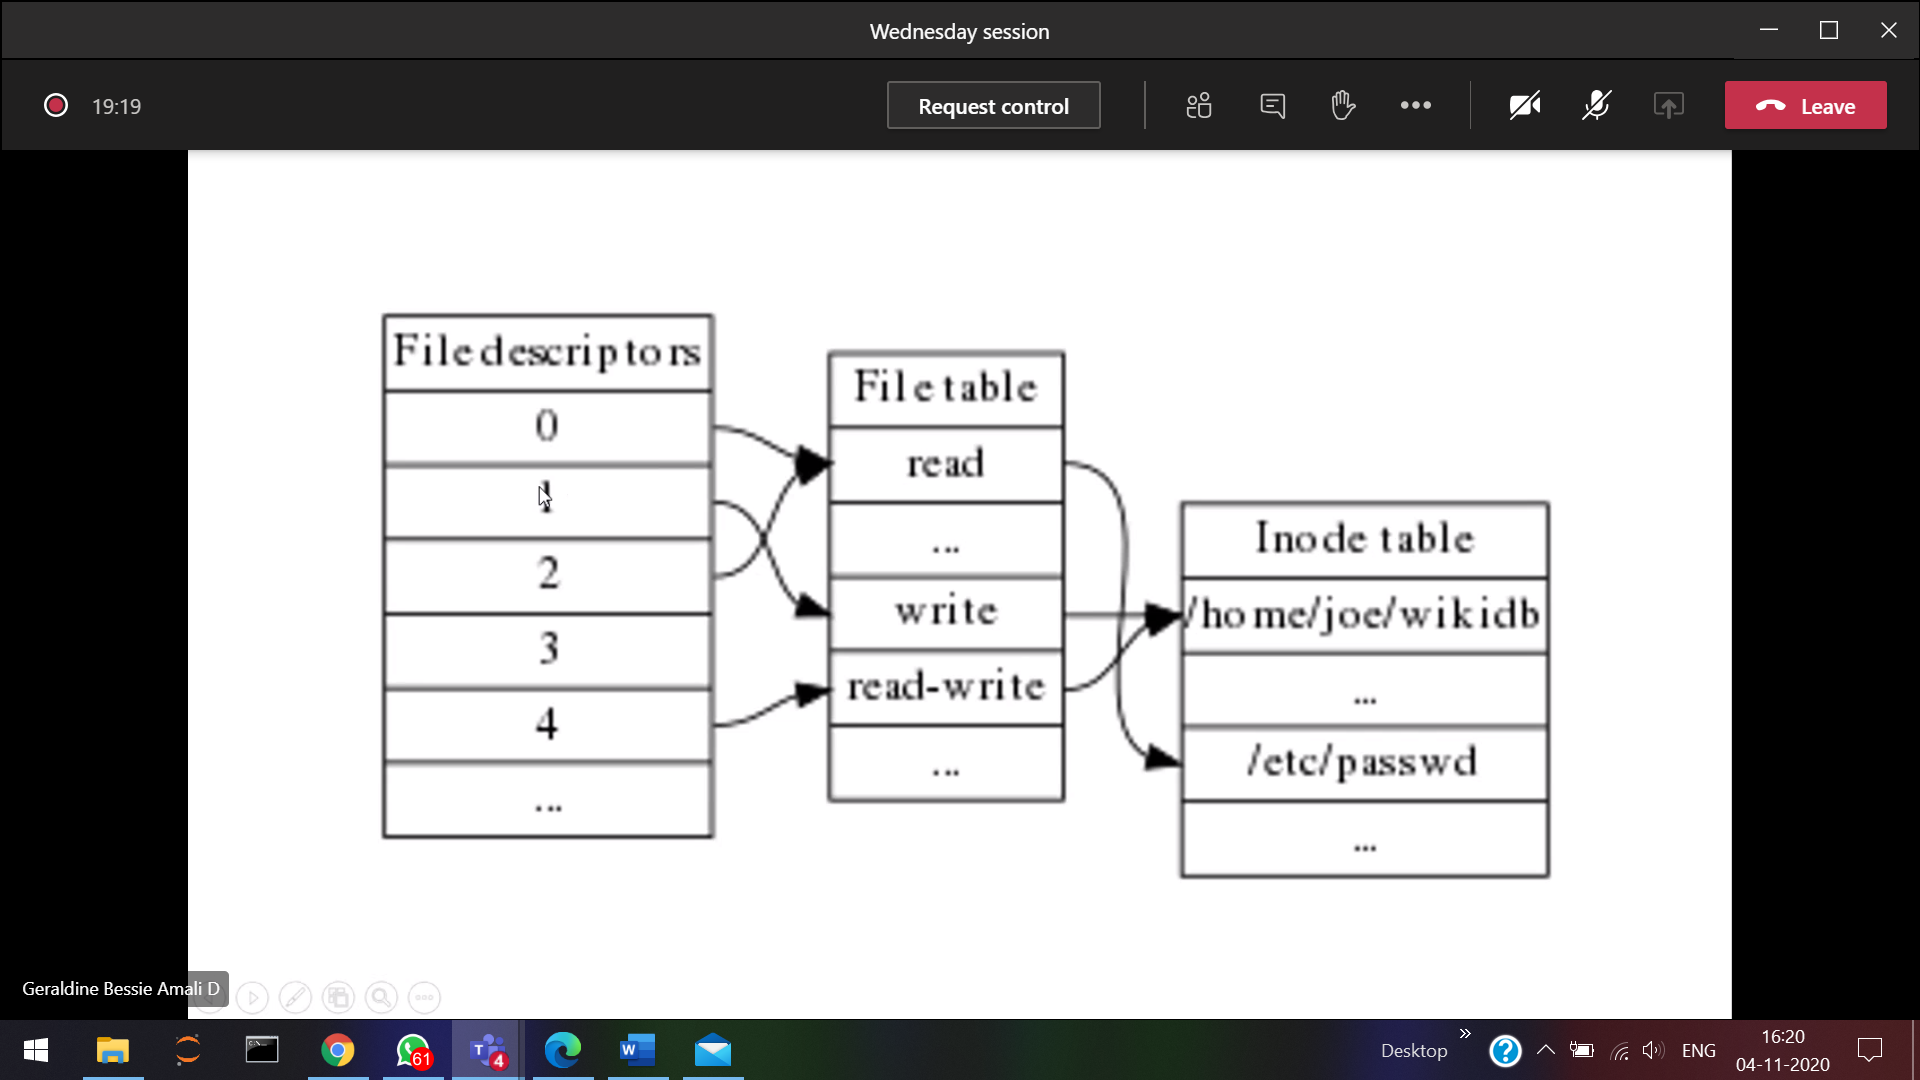 Wednesday session
19:19
Request control
Leave
File descriptors
0
1
2
3
4
...
File table
read
...
write
read-write
...
Inode table
/home/joe/wikidb
...
/etc/passwd
...
Geraldine Bessie Amali D
61
T
4
W
Desktop
ENG
16:20
04-11-2020